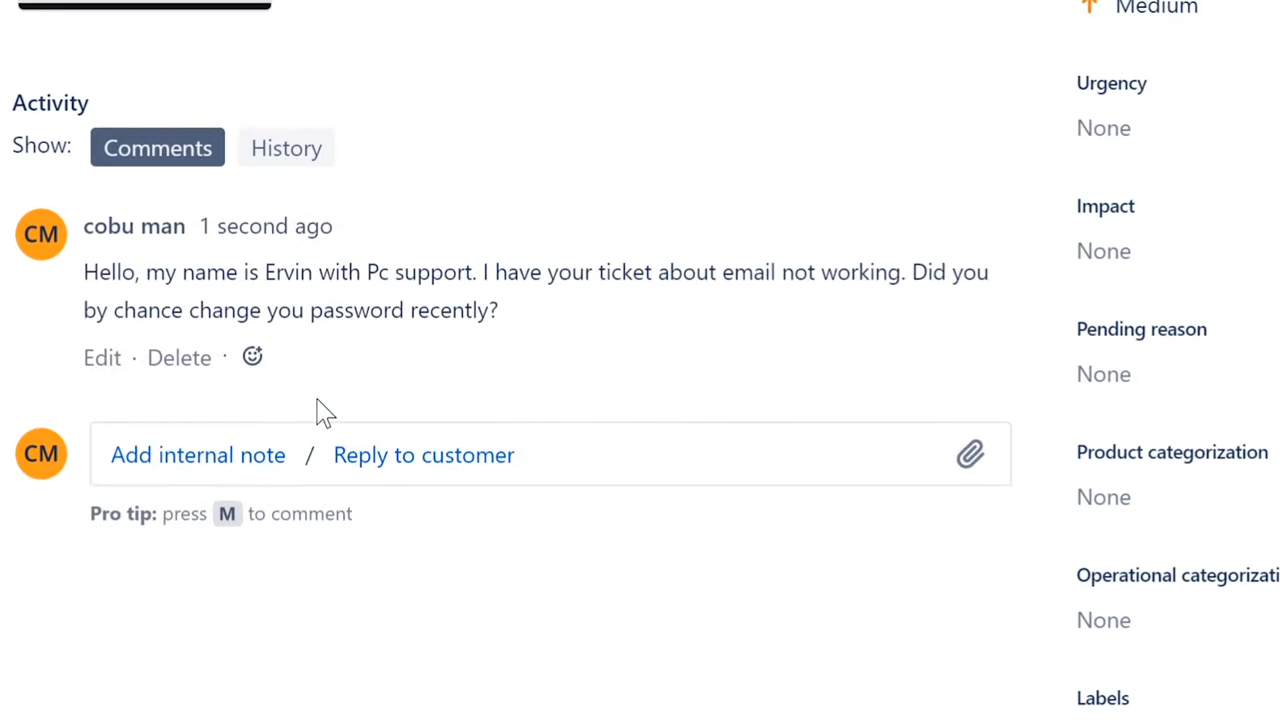 Medium
Activity
Show: Comments History
CM cobu man 1 second ago
Hello, my name is Ervin with Pc support. I have your ticket about email not working. Did you
by chance change you password recently?
Edit · Delete ·
CM Add internal note / Reply to customer
Pro tip: press M to comment
Urgency
None
Impact
None
Pending reason
None
Product categorization
None
Operational categorizati
None
Labels